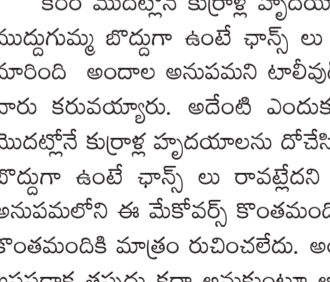 కెరీర్ మొదట్లోనే కుర్రాళ్ల హృదయా
ముద్దుగుమ్మ బొద్దుగా ఉంటే ఛాన్స్ లు
మారింది అందాల అనుపమని టాలీవు
వారు కరువయ్యారు. అదేంటి ఎందుక
మొదట్లోనే కుర్రాళ్ల హృదయాలను దోచేసి
బొద్దుగా ఉంటే ఛాన్స్ లు రావట్లేదని
అనుపమలోని ఈ మేకోవర్స్ కొంతమంది
కొంతమందికి మాత్రం రుచించలేదు. అం